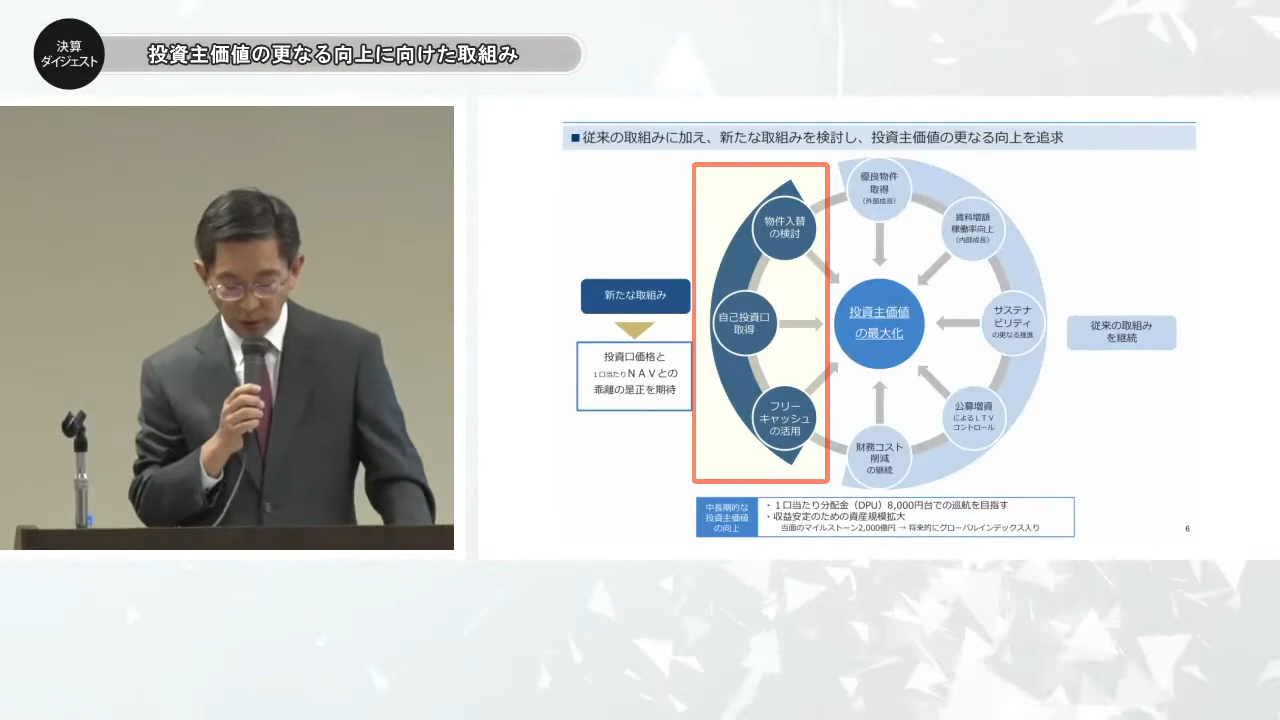 決算
ダイジェスト
投資主価値の更なる向上に向けた取組み
■従来の取組みに加え、新たな取組みを検討し、投資主価値の更なる向上を追求
優良物件
取得
（外部成長）
物件入替
の検討
賃料増額
稼働率向上
（内部成長）
新たな取組み
自己投資口
取得
投資主価値
の最大化
サステナ
ビリティ
の更なる推進
従来の取組み
を継続
投資口価格と
１口当たりＮＡＶとの
乖離の是正を期待
フリー
キャッシュ
の活用
公募増資
によるＬＴＶ
コントロール
財務コスト
削減
の継続
中長期的な
投資主価値
の向上
・１口当たり分配金（DPU）8,000円台での巡航を目指す
・収益安定のための資産規模拡大
当面のマイルストーン2,000億円 → 将来的にグローバルインデックス入り
6